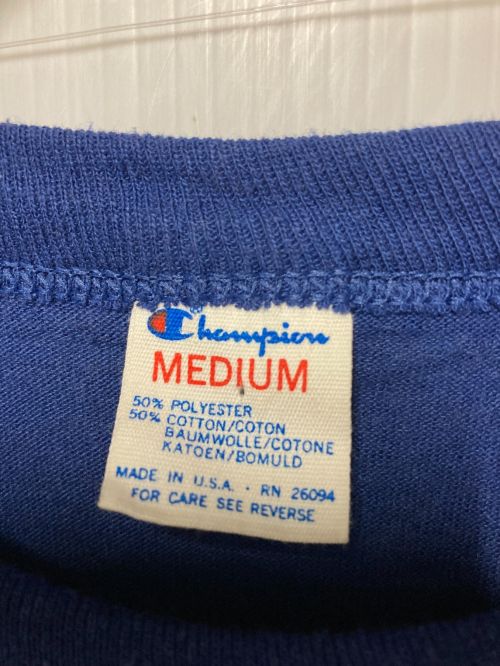 Champion
MEDIUM
50% POLYESTER
50% COTTON/COTON
BAUMWOLLE/COTONE
KATOEN/BOMULD
MADE IN U.S.A. · RN 26094
FOR CARE SEE REVERSE